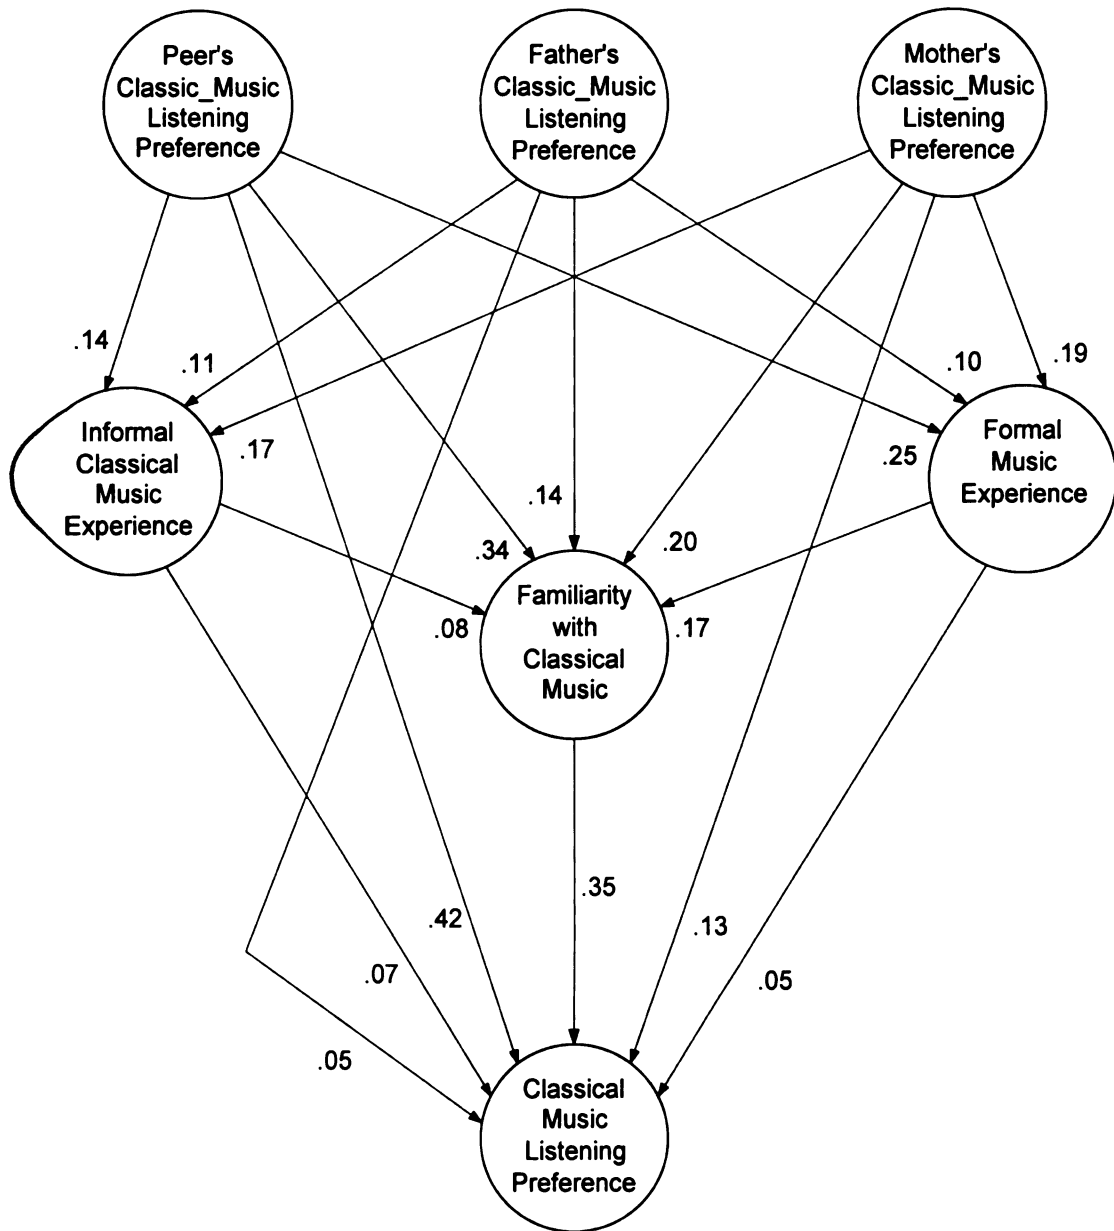 Peer's
Classic_Music
Listening
Preference
Father's
Classic_Music
Listening
Preference
Mother's
Classic_Music
Listening
Preference
.14
.11
.10
.19
Informal
Classical
Music
Experience
.17
.25
Formal
Music
Experience
.14
.34
.20
Familiarity
with
Classical
Music
.08
.17
.35
.42
.13
.07
.05
.05
Classical
Music
Listening
Preference